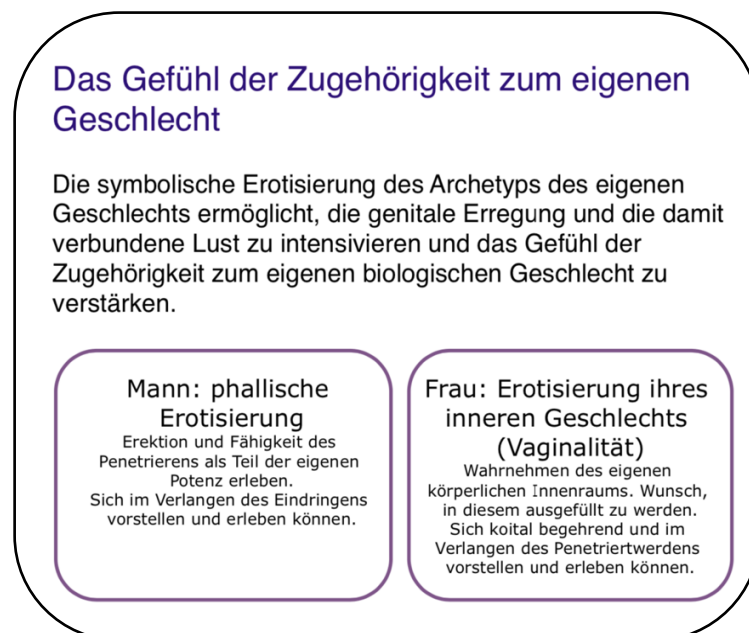 Das Gefühl der Zugehörigkeit zum eigenen
Geschlecht
Die symbolische Erotisierung des Archetyps des eigenen
Geschlechts ermöglicht, die genitale Erregung und die damit
verbundene Lust zu intensivieren und das Gefühl der
Zugehörigkeit zum eigenen biologischen Geschlecht zu
verstärken.
Mann: phallische
Erotisierung
Erektion und Fähigkeit des
Penetrierens als Teil der eigenen
Potenz erleben.
Sich im Verlangen des Eindringens
vorstellen und erleben können.
Frau: Erotisierung ihres
inneren Geschlechts
(Vaginalität)
Wahrnehmen des eigenen
körperlichen Innenraums. Wunsch,
in diesem ausgefüllt zu werden.
Sich koital begehrend und im
Verlangen des Penetriertwerdens
vorstellen und erleben können.